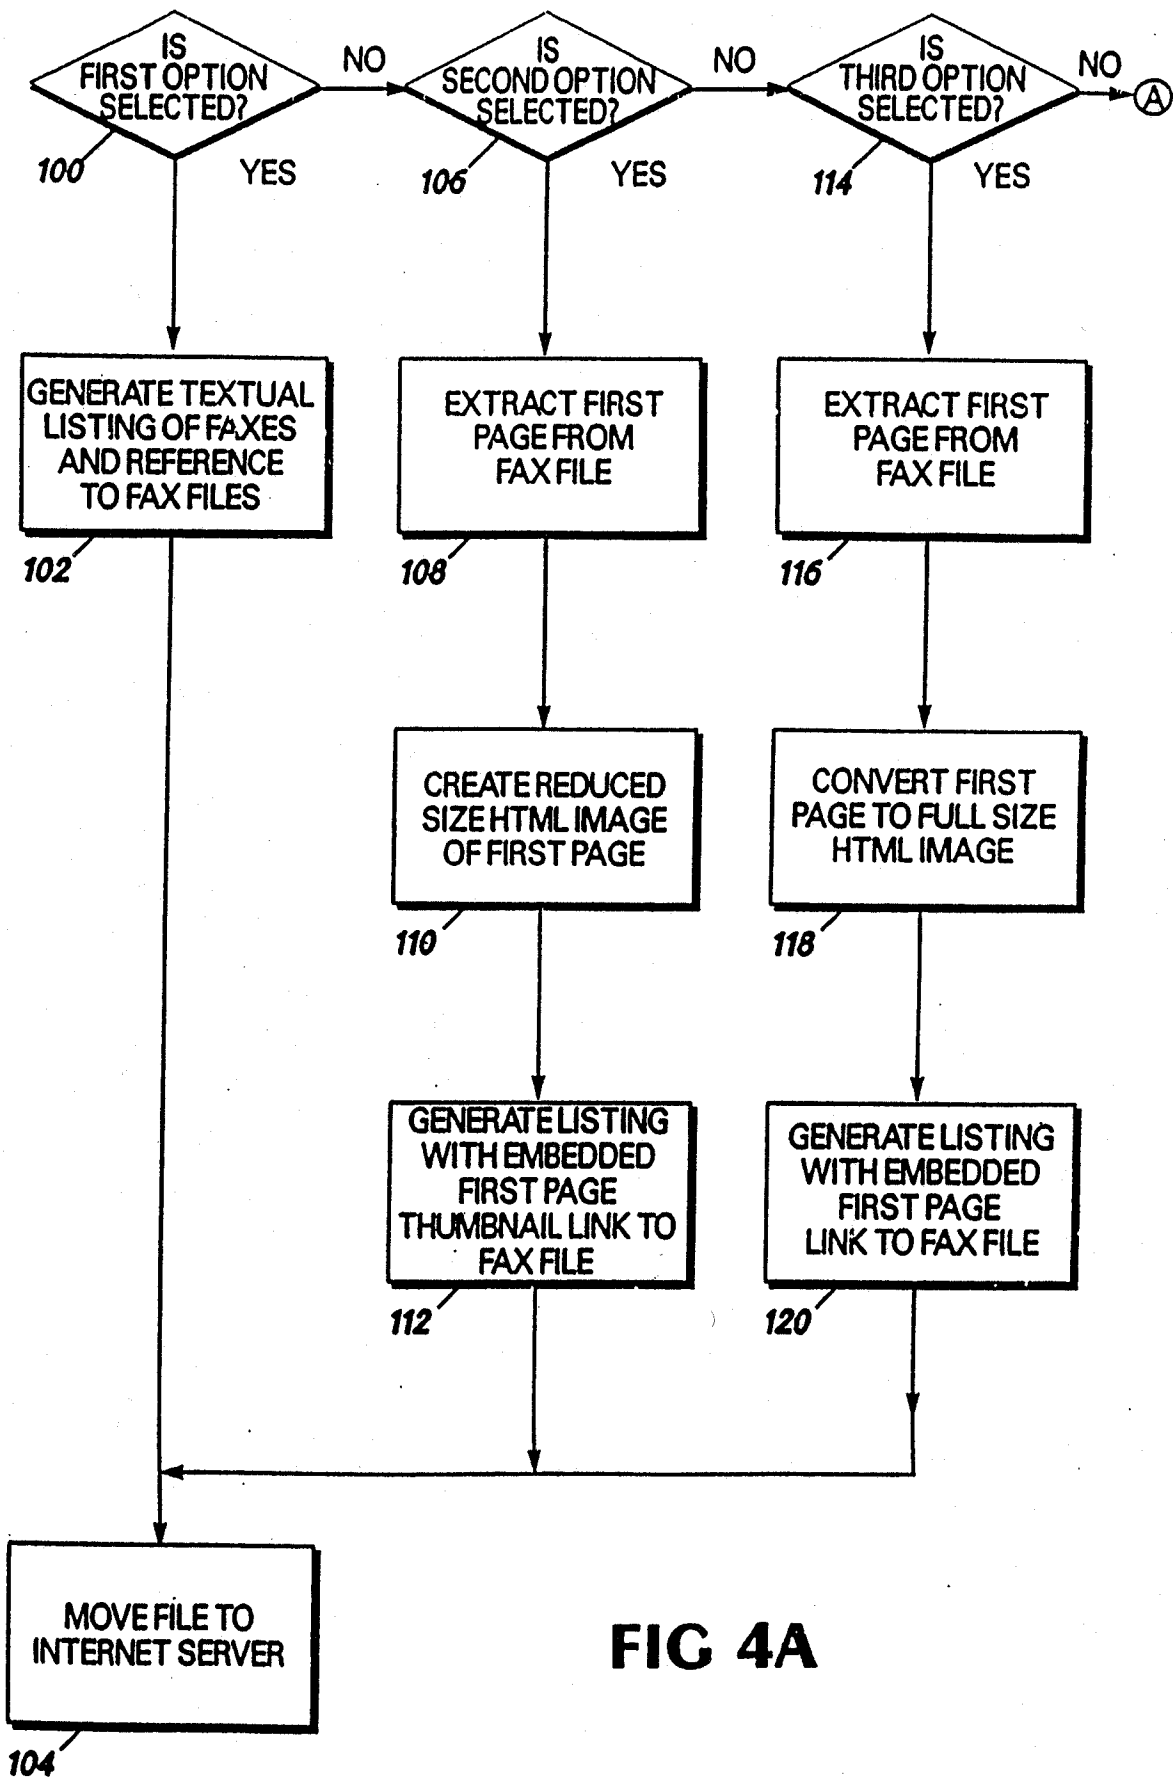 IS
FIRST OPTION
SELECTED?
NO
100
YES
IS
SECOND OPTION
SELECTED?
NO
106
YES
IS
THIRD OPTION
SELECTED?
NO
A
114
YES
GENERATE TEXTUAL
LISTING OF FAXES
AND REFERENCE
TO FAX FILES
102
EXTRACT FIRST
PAGE FROM
FAX FILE
108
EXTRACT FIRST
PAGE FROM
FAX FILE
116
CREATE REDUCED
SIZE HTML IMAGE
OF FIRST PAGE
110
CONVERT FIRST
PAGE TO FULL SIZE
HTML IMAGE
118
GENERATE LISTING
WITH EMBEDDED
FIRST PAGE
THUMBNAIL LINK TO
FAX FILE
112
GENERATE LISTING
WITH EMBEDDED
FIRST PAGE
LINK TO FAX FILE
120
MOVE FILE TO
INTERNET SERVER
104
FIG 4A